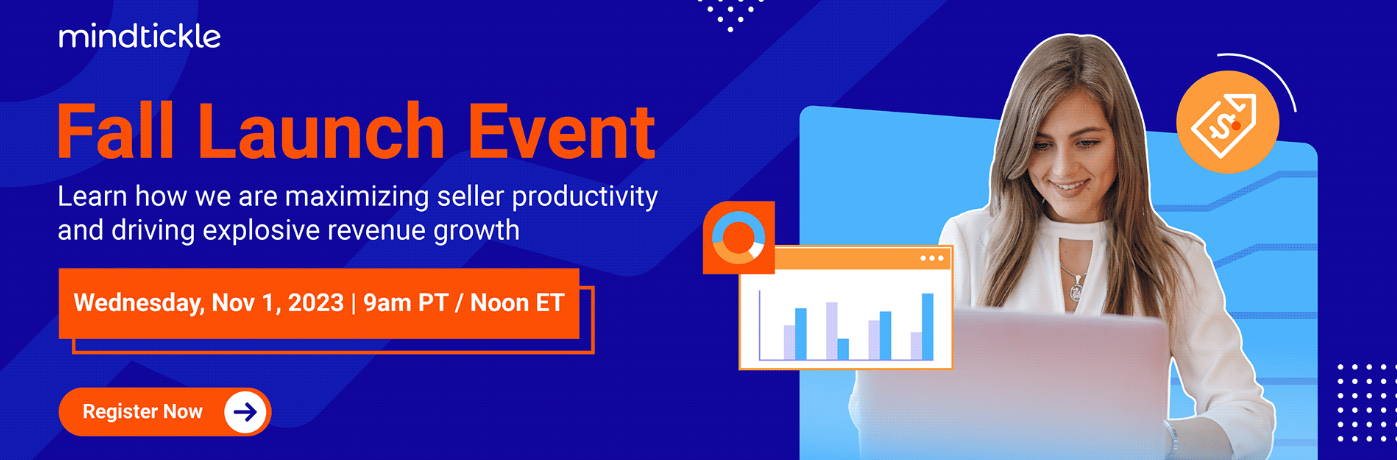 mindtickle
Fall Launch Event
Learn how we are maximizing seller productivity
and driving explosive revenue growth
Wednesday, Nov 1, 2023 | 9am PT / Noon ET
Register Now
$